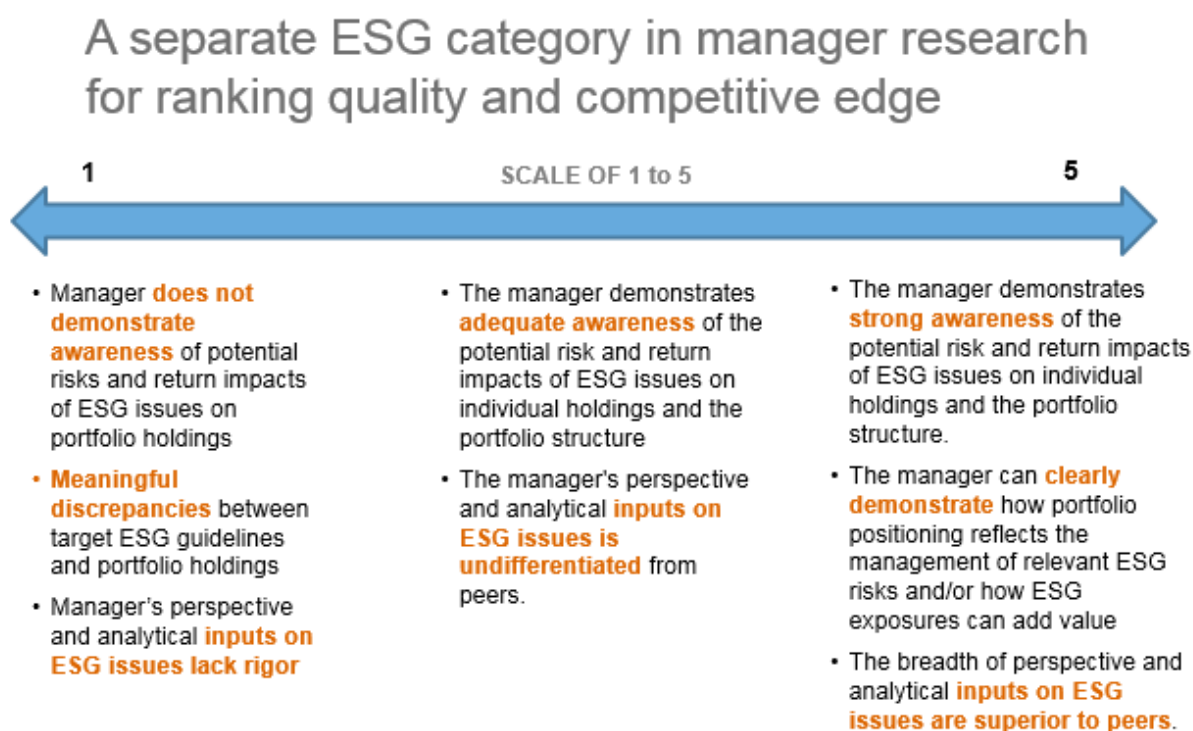 A separate ESG category in manager research
for ranking quality and competitive edge
1
SCALE OF 1 to 5
5
• Manager does not
demonstrate
awareness of potential
risks and return impacts
of ESG issues on
portfolio holdings
• Meaningful
discrepancies between
target ESG guidelines
and portfolio holdings
• Manager's perspective
and analytical inputs on
ESG issues lack rigor
• The manager demonstrates
adequate awareness of the
potential risk and return
impacts of ESG issues on
individual holdings and the
portfolio structure
• The manager's perspective
and analytical inputs on
ESG issues is
undifferentiated from
peers.
• The manager demonstrates
strong awareness of the
potential risk and return impacts
of ESG issues on individual
holdings and the portfolio
structure.
• The manager can clearly
demonstrate how portfolio
positioning reflects the
management of relevant ESG
risks and/or how ESG
exposures can add value
• The breadth of perspective and
analytical inputs on ESG
issues are superior to peers.